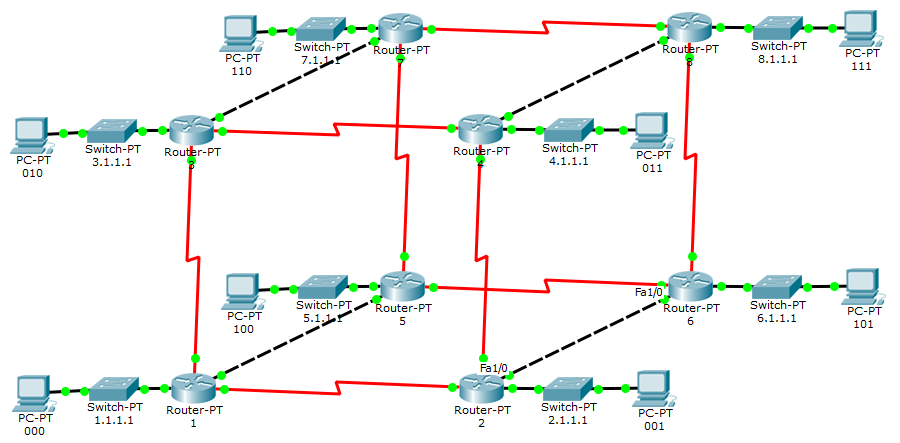 PC-PT
110
Switch-PT
7.1.1.1
Router-PT
7
Router-PT
8
Switch-PT
8.1.1.1
PC-PT
111
PC-PT
010
Switch-PT
3.1.1.1
Router-PT
3
Router-PT
4
Switch-PT
4.1.1.1
PC-PT
011
PC-PT
100
Switch-PT
5.1.1.1
Router-PT
5
Fa1/0
Router-PT
6
Switch-PT
6.1.1.1
PC-PT
101
PC-PT
000
Switch-PT
1.1.1.1
Router-PT
1
Fa1/0
Router-PT
2
Switch-PT
2.1.1.1
PC-PT
001